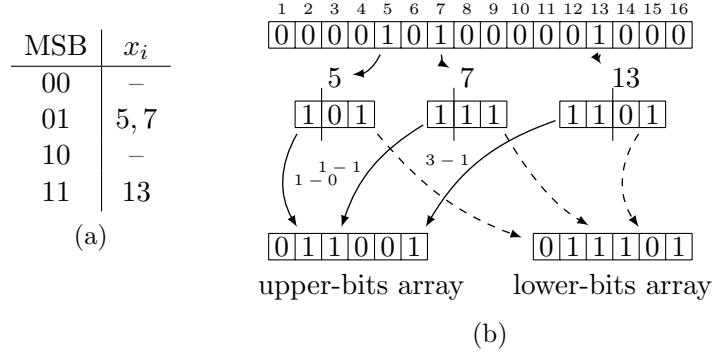 MSB x_i
00 –
01 5, 7
10 –
11 13
(a)
1 2 3 4 5 6 7 8 9 10 11 12 13 14 15 16
0 0 0 0 1 0 1 0 0 0 0 0 1 0 0 0
5 7 13
1 0 1 1 1 1 1 1 0 1
3 − 1
1 − 1
1 − 0
0 1 1 0 0 1 0 1 1 1 0 1
upper-bits array lower-bits array
(b)